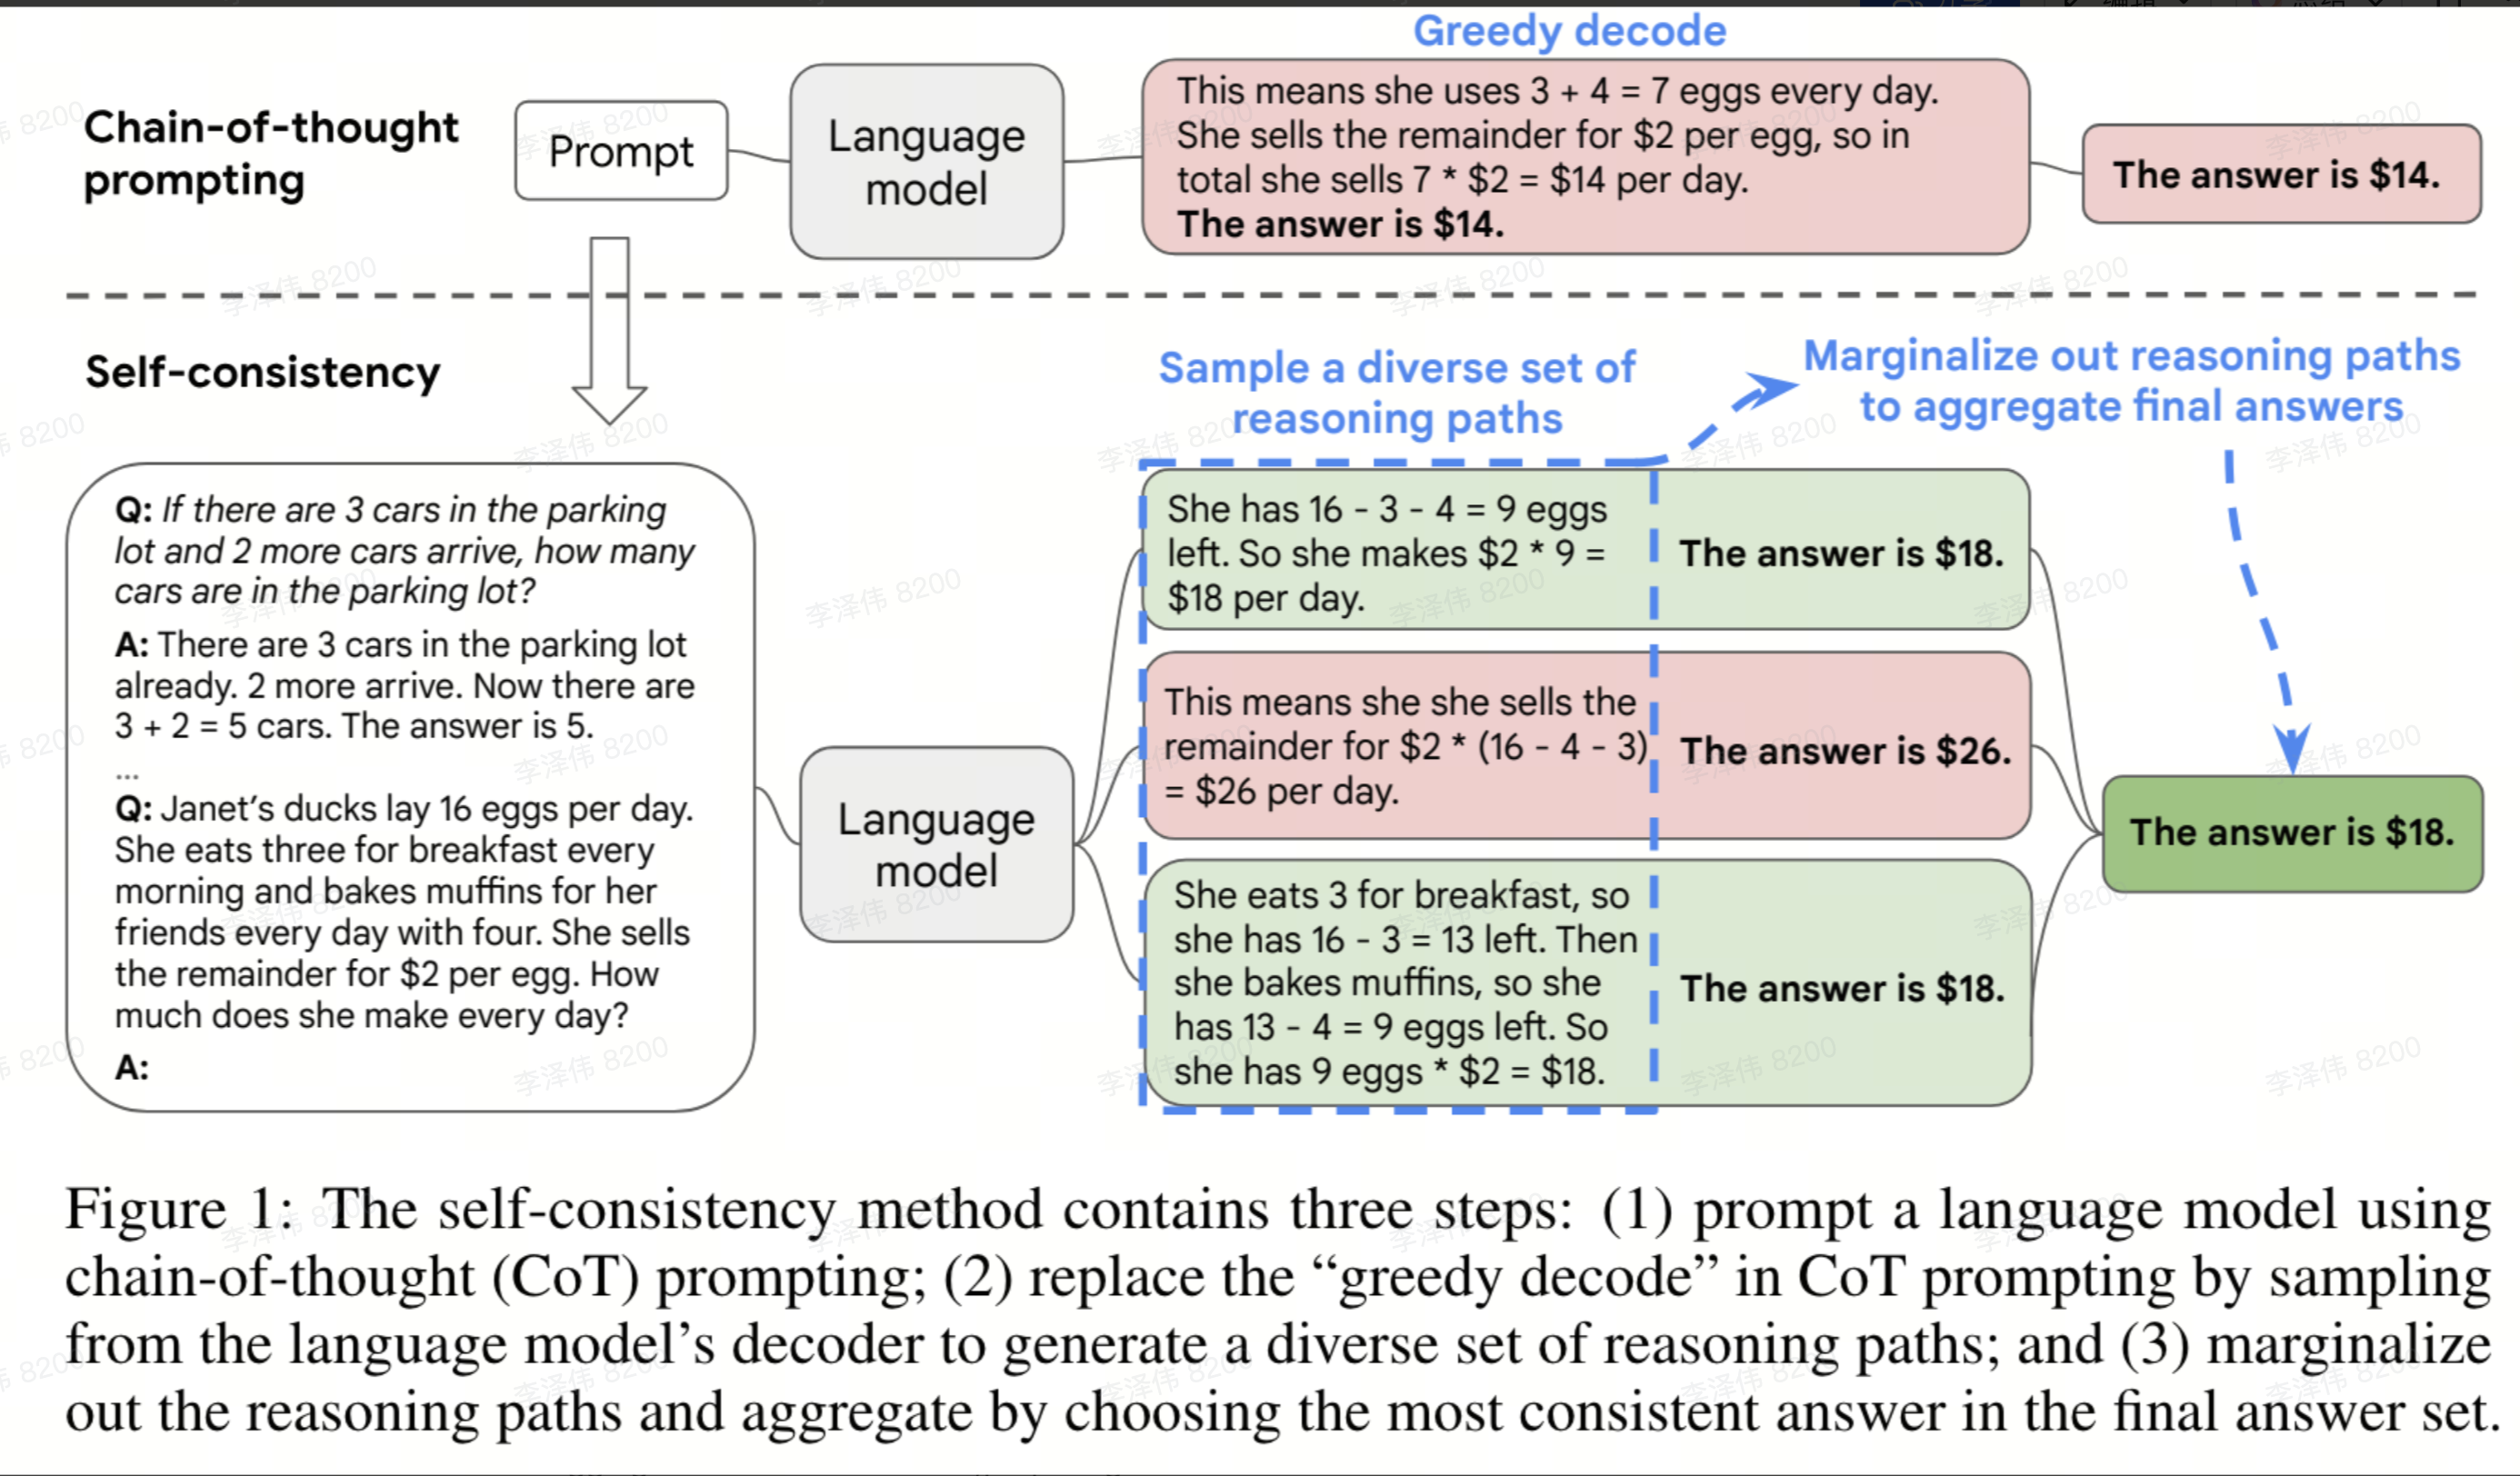 Greedy decode
Chain-of-thought
prompting
Prompt
Language
model
This means she uses 3 + 4 = 7 eggs every day.
She sells the remainder for $2 per egg, so in
total she sells 7 * $2 = $14 per day.
The answer is $14.
The answer is $14.
Self-consistency
Sample a diverse set of
reasoning paths
Marginalize out reasoning paths
to aggregate final answers
Q: If there are 3 cars in the parking
lot and 2 more cars arrive, how many
cars are in the parking lot?
A: There are 3 cars in the parking lot
already. 2 more arrive. Now there are
3 + 2 = 5 cars. The answer is 5.
...
Q: Janet’s ducks lay 16 eggs per day.
She eats three for breakfast every
morning and bakes muffins for her
friends every day with four. She sells
the remainder for $2 per egg. How
much does she make every day?
A:
Language
model
She has 16 - 3 - 4 = 9 eggs
left. So she makes $2 * 9 =
$18 per day.
The answer is $18.
This means she she sells the
remainder for $2 * (16 - 4 - 3)
= $26 per day.
The answer is $26.
She eats 3 for breakfast, so
she has 16 - 3 = 13 left. Then
she bakes muffins, so she
has 13 - 4 = 9 eggs left. So
she has 9 eggs * $2 = $18.
The answer is $18.
The answer is $18.
Figure 1: The self-consistency method contains three steps: (1) prompt a language model using
chain-of-thought (CoT) prompting; (2) replace the “greedy decode” in CoT prompting by sampling
from the language model’s decoder to generate a diverse set of reasoning paths; and (3) marginalize
out the reasoning paths and aggregate by choosing the most consistent answer in the final answer set.
李泽伟 8200